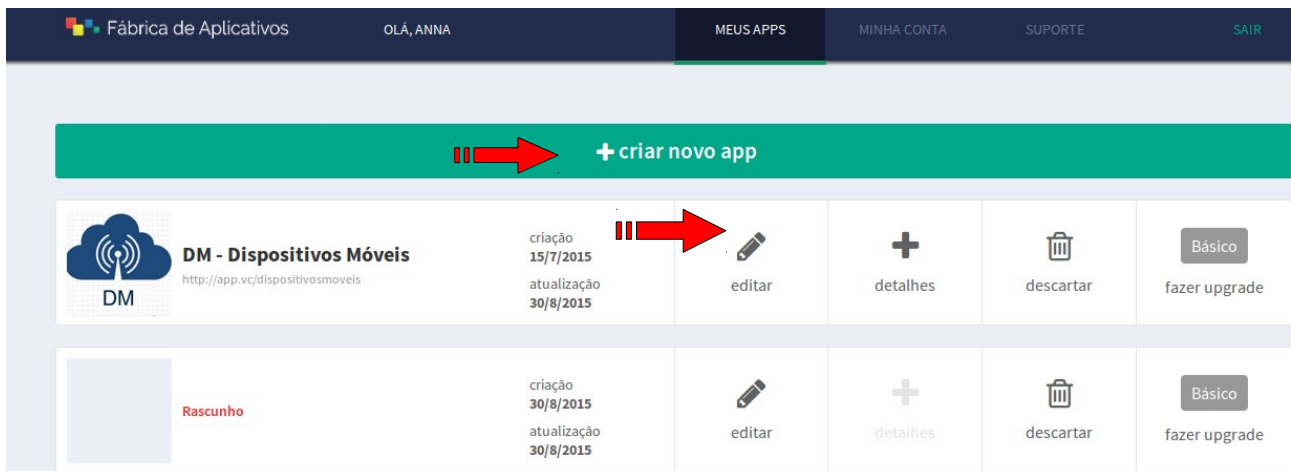 Fábrica de Aplicativos OLÁ, ANNA MEUS APPS MINHA CONTA SUPORTE SAIR
+ criar novo app
DM
DM - Dispositivos Móveis
http://app.vc/dispositivosmoveis
criação
15/7/2015
atualização
30/8/2015
editar
detalhes
descartar
Básico
fazer upgrade
Rascunho
criação
30/8/2015
atualização
30/8/2015
editar
detalhes
descartar
Básico
fazer upgrade